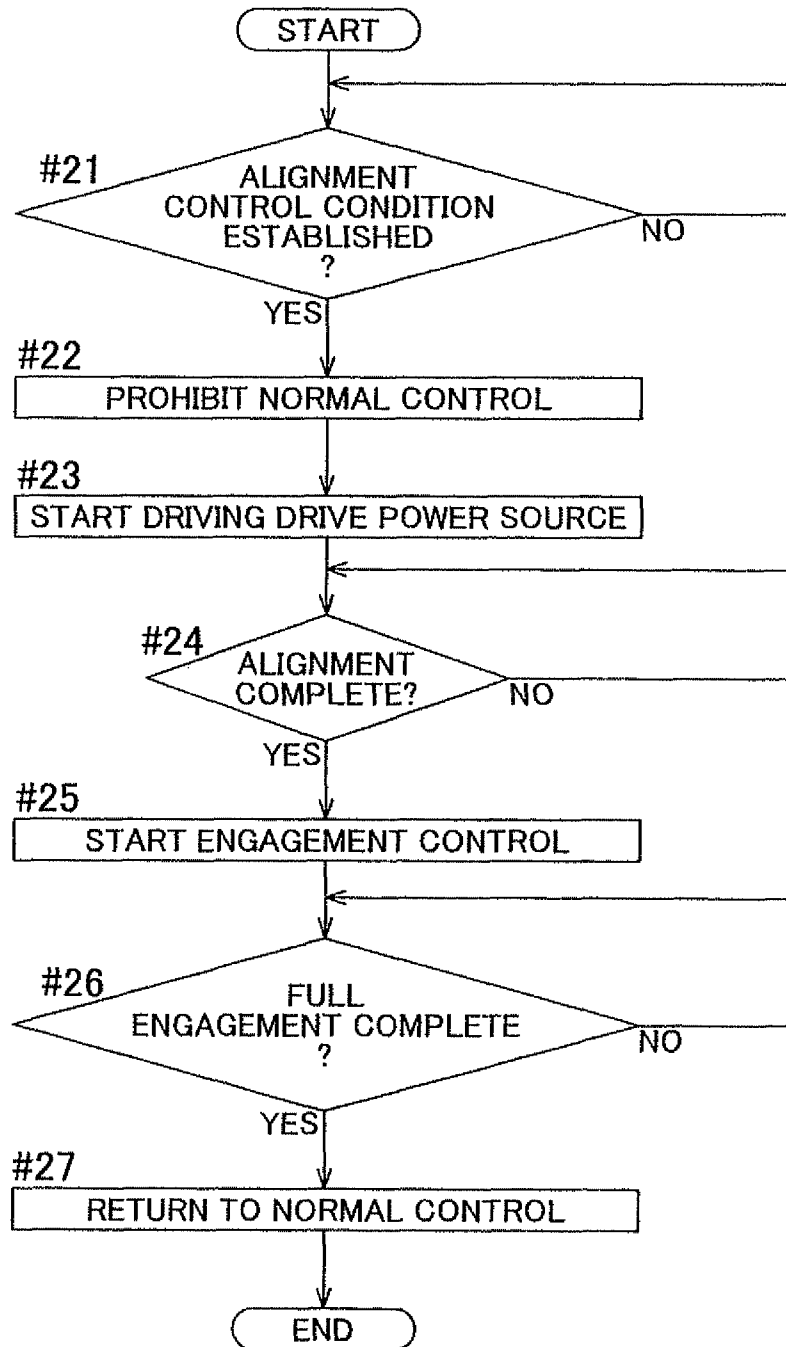 START
#21
ALIGNMENT
CONTROL CONDITION
ESTABLISHED
?
NO
YES
#22
PROHIBIT NORMAL CONTROL
#23
START DRIVING DRIVE POWER SOURCE
#24
ALIGNMENT
COMPLETE?
NO
YES
#25
START ENGAGEMENT CONTROL
#26
FULL
ENGAGEMENT COMPLETE
?
NO
YES
#27
RETURN TO NORMAL CONTROL
END